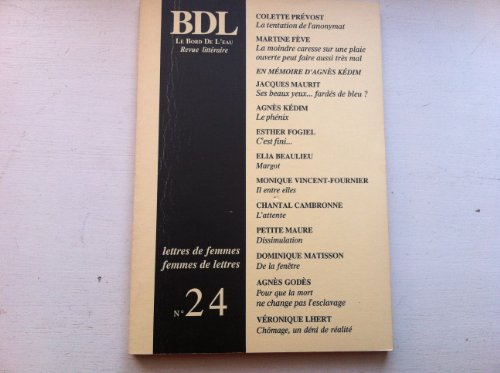 BDL
LE BORD DE L'EAU
Revue littéraire
lettres de femmes
femmes de lettres
N° 24
COLETTE PRÉVOST
La tentation de l'anonymat
MARTINE FÈVE
La moindre caresse sur une plaie
ouverte peut faire aussi très mal
EN MÉMOIRE D'AGNÈS KÉDIM
JACQUES MAURIT
Ses beaux yeux... fardés de bleu ?
AGNÈS KÉDIM
Le phénix
ESTHER FOGIEL
C'est fini...
ELIA BEAULIEU
Margot
MONIQUE VINCENT-FOURNIER
Il entre elles
CHANTAL CAMBRONNE
L'attente
PETITE MAURE
Dissimulation
DOMINIQUE MATISSON
De la fenêtre
AGNÈS GODÈS
Pour que la mort
ne change pas l'esclavage
VÉRONIQUE LHERT
Chômage, un déni de réalité